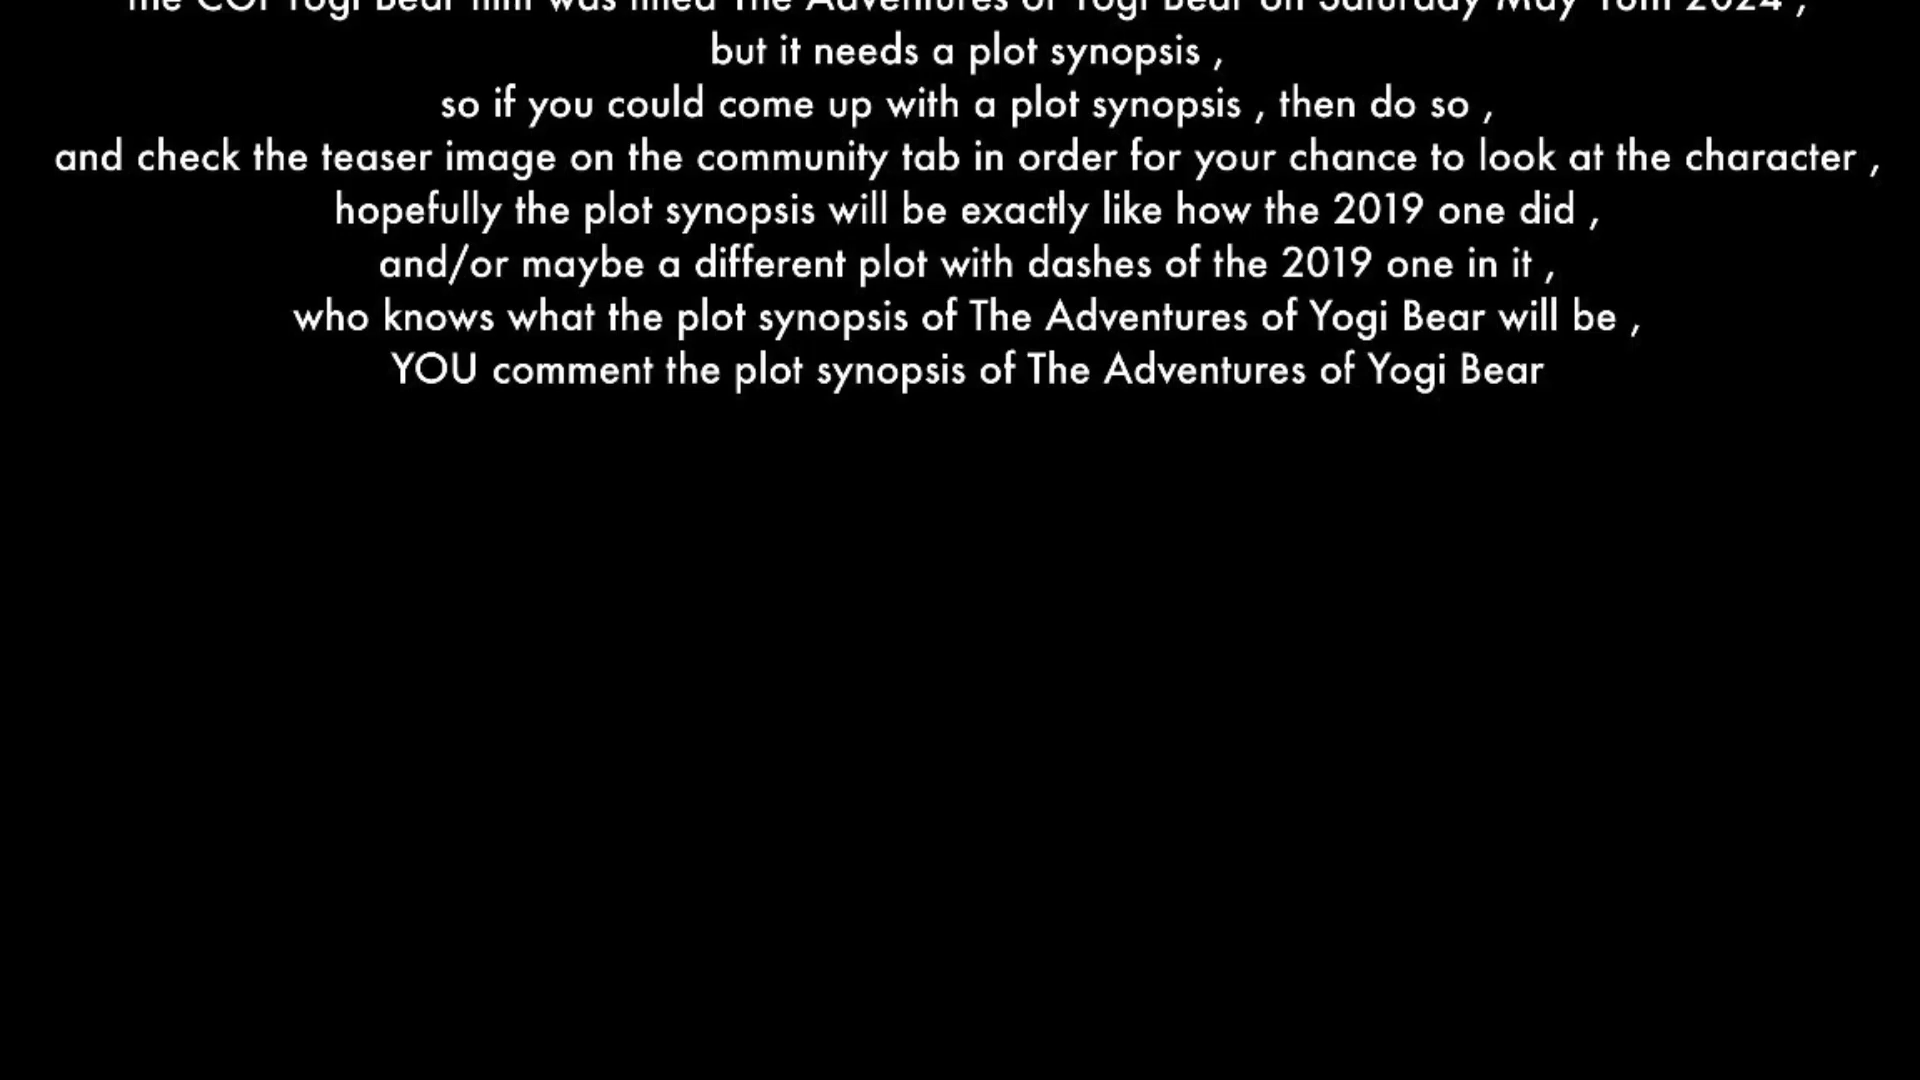 the CGI Yogi Bear film was titled The Adventures of Yogi Bear on Saturday May 18th 2024 ,
but it needs a plot synopsis ,
so if you could come up with a plot synopsis , then do so ,
and check the teaser image on the community tab in order for your chance to look at the character ,
hopefully the plot synopsis will be exactly like how the 2019 one did ,
and/or maybe a different plot with dashes of the 2019 one in it ,
who knows what the plot synopsis of The Adventures of Yogi Bear will be ,
YOU comment the plot synopsis of The Adventures of Yogi Bear